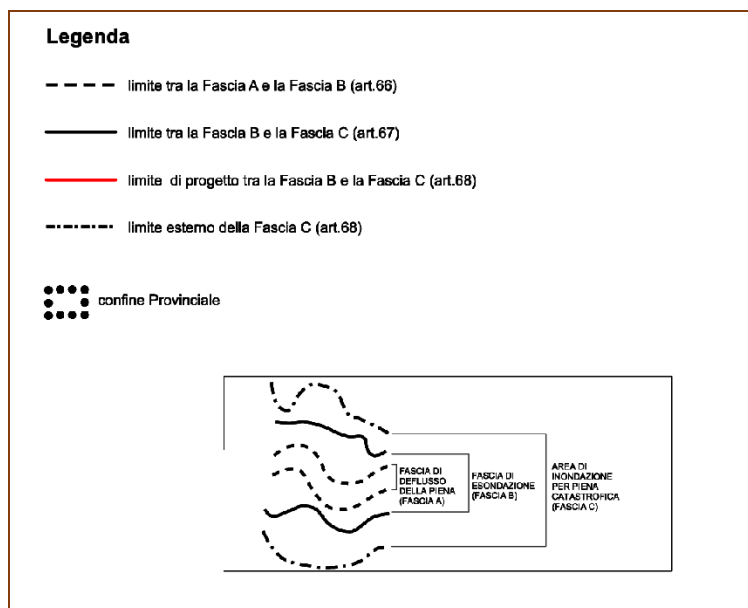 Legenda
limite tra la Fascia A e la Fascia B (art.66)
limite tra la Fascia B e la Fascia C (art.67)
limite di progetto tra la Fascia B e la Fascia C (art.68)
limite esterno della Fascia C (art.68)
confine Provinciale
FASCIA DI
DEFLUSSO
DELLA PIENA
(FASCIA A)
FASCIA DI
ESONDAZIONE
(FASCIA B)
AREA DI
INONDAZIONE
PER PIENA
CATASTROFICA
(FASCIA C)